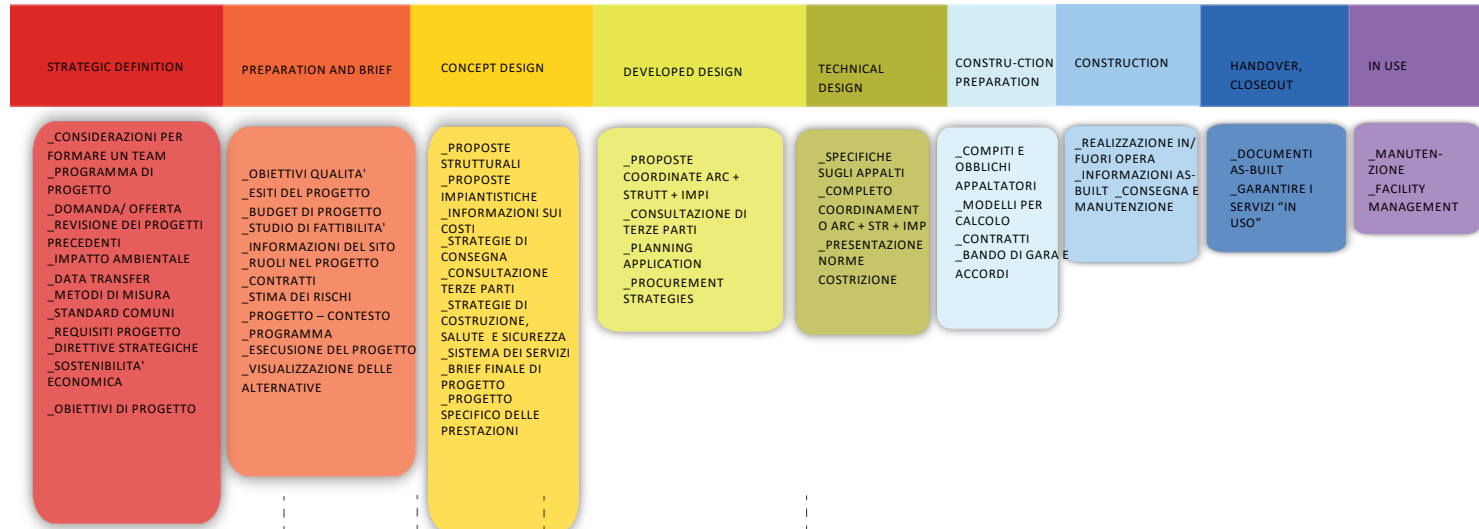 STRATEGIC DEFINITION
PREPARATION AND BRIEF
CONCEPT DESIGN
DEVELOPED DESIGN
TECHNICAL
DESIGN
CONSTRU-CTION
PREPARATION
CONSTRUCTION
HANDOVER,
CLOSEOUT
IN USE
_CONSIDERAZIONI PER
FORMARE UN TEAM
_PROGRAMMA DI
PROGETTO
_DOMANDA/ OFFERTA
_REVISIONE DEI PROGETTI
PRECEDENTI
_IMPATTO AMBIENTALE
_DATA TRANSFER
_METODI DI MISURA
_STANDARD COMUNI
_REQUISITI PROGETTO
_DIRETTIVE STRATEGICHE
_SOSTENIBILITA'
ECONOMICA
_OBIETTIVI DI PROGETTO
_OBIETTIVI QUALITA'
_ESITI DEL PROGETTO
_BUDGET DI PROGETTO
_STUDIO DI FATTIBILITA'
_INFORMAZIONI DEL SITO
_RUOLI NEL PROGETTO
_CONTRATTI
_STIMA DEI RISCHI
_PROGETTO – CONTESTO
_PROGRAMMA
_ESECUSIONE DEL PROGETTO
_VISUALIZZAZIONE DELLE
ALTERNATIVE
_PROPOSTE
STRUTTURALI
_PROPOSTE
IMPIANTISTICHE
_INFORMAZIONI SUI
COSTI
_STRATEGIE DI
CONSEGNA
_CONSULTAZIONE
TERZE PARTI
_STRATEGIE DI
COSTRUZIONE,
SALUTE E SICUREZZA
_SISTEMA DEI SERVIZI
_BRIEF FINALE DI
PROGETTO
_PROGETTO
SPECIFICO DELLE
PRESTAZIONI
_PROPOSTE
COORDINATE ARC +
STRUTT + IMPI
_CONSULTAZIONE DI
TERZE PARTI
_PLANNING
APPLICATION
_PROCUREMENT
STRATEGIES
_SPECIFICHE
SUGLI APPALTI
_COMPLETO
COORDINAMENT
O ARC + STR + IMP
_PRESENTAZIONE
NORME
COSTRIZIONE
_COMPITI E
OBBLICHI
APPALTATORI
_MODELLI PER
CALCOLO
_CONTRATTI
_BANDO DI GARA E
ACCORDI
_REALIZZAZIONE IN/
FUORI OPERA
_INFORMAZIONI AS-
BUILT _CONSEGNA E
MANUTENZIONE
_DOCUMENTI
AS-BUILT
_GARANTIRE I
SERVIZI “IN
USO”
_MANUTEN-
ZIONE
_FACILITY
MANAGEMENT